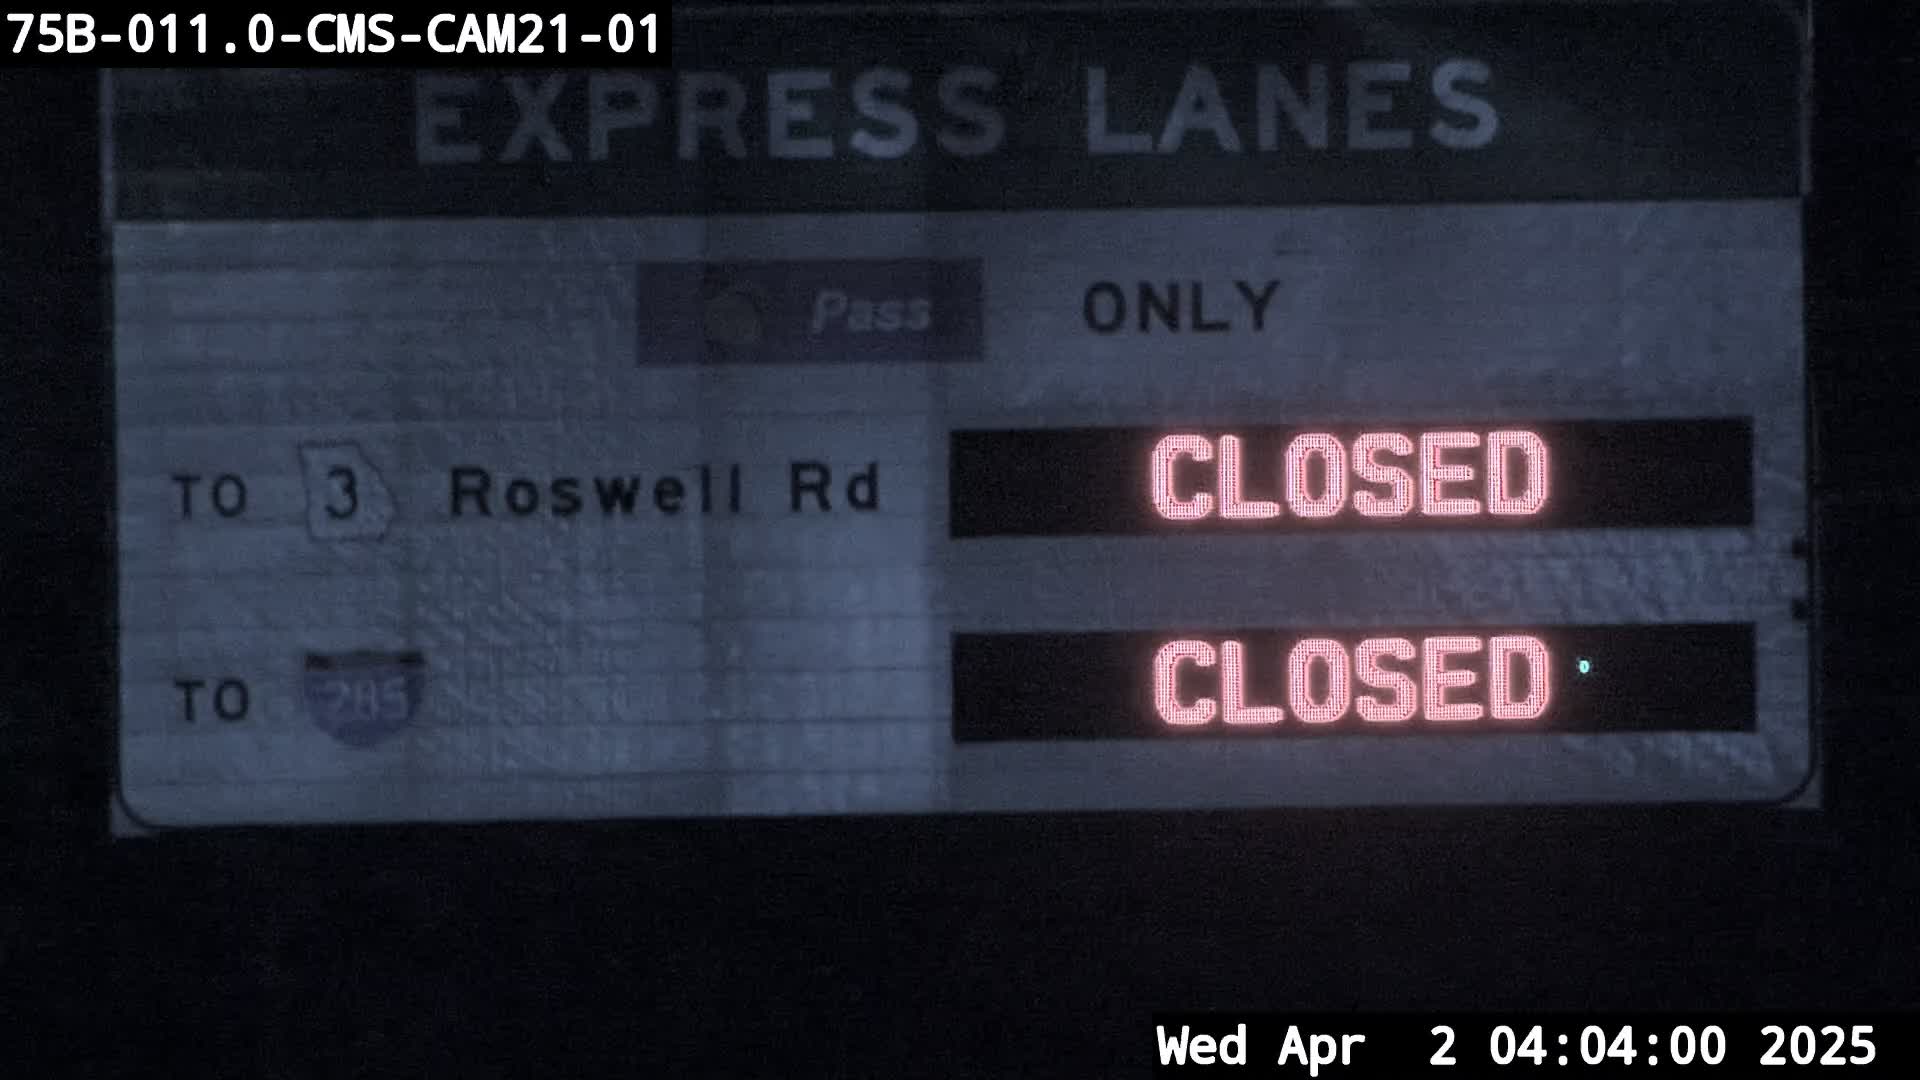 75B-011.0-CMS-CAM21-01
EXPRESS LANES
Pass ONLY
TO 3 Roswell Rd CLOSED
TO 285 CLOSED
Wed Apr 2 04:04:00 2025